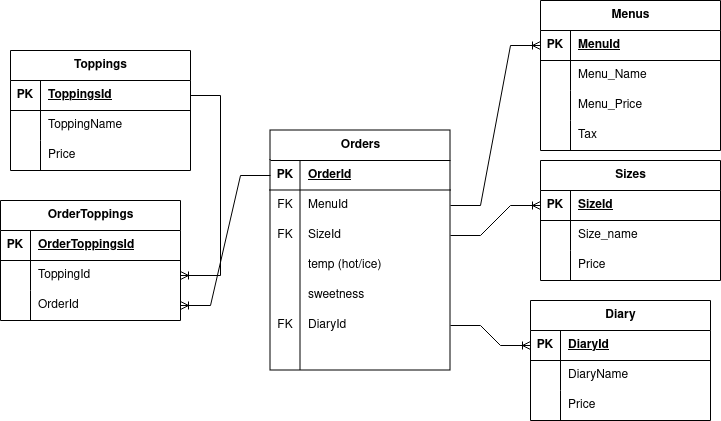 Toppings
PK ToppingsId
ToppingName
Price
OrderToppings
PK OrderToppingsId
ToppingId
OrderId
Orders
PK OrderId
FK MenuId
FK SizeId
temp (hot/ice)
sweetness
FK DiaryId
Menus
PK MenuId
Menu_Name
Menu_Price
Tax
Sizes
PK SizeId
Size_name
Price
Diary
PK DiaryId
DiaryName
Price